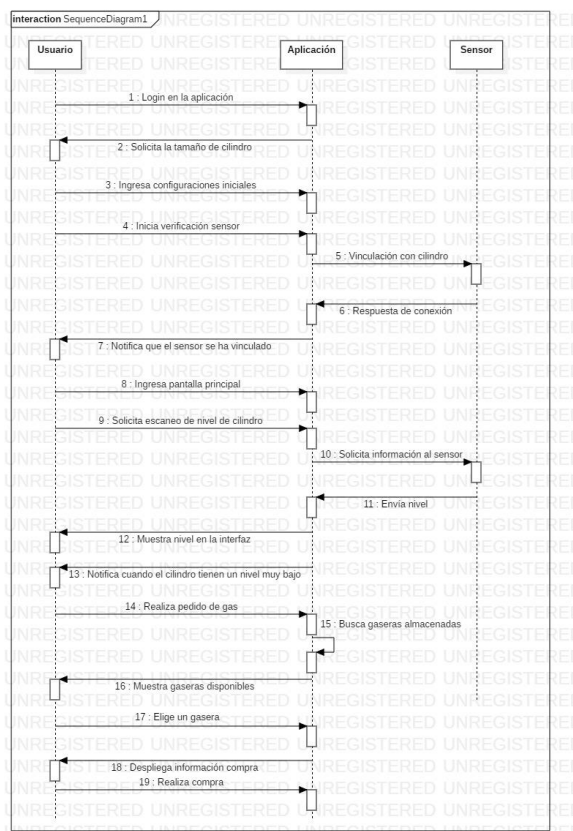 interaction SequenceDiagram1
Usuario
Aplicación
Sensor
1 : Login en la aplicación
2 : Solicita la tamaño de cilindro
3 : Ingresa configuraciones iniciales
4 : Inicia verificación sensor
5 : Vinculación con cilindro
6 : Respuesta de conexión
7 : Notifica que el sensor se ha vinculado
8 : Ingresa pantalla principal
9 : Solicita escaneo de nivel de cilindro
10 : Solicita información al sensor
11 : Envía nivel
12 : Muestra nivel en la interfaz
13 : Notifica cuando el cilindro tienen un nivel muy bajo
14 : Realiza pedido de gas
15 : Busca gaseras almacenadas
16 : Muestra gaseras disponibles
17 : Elige un gasera
18 : Despliega información compra
19 : Realiza compra
UNREGISTERED